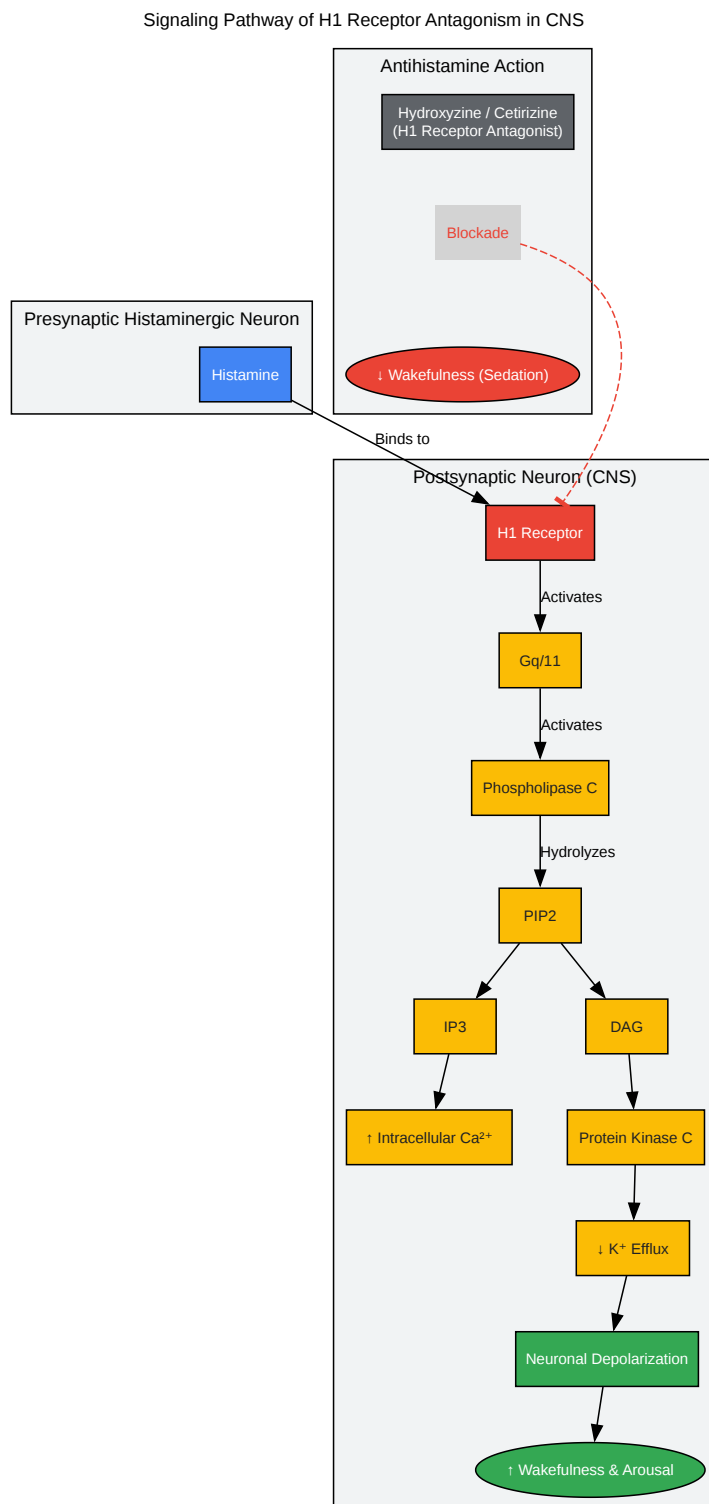 Signaling Pathway of H1 Receptor Antagonism in CNS
Antihistamine Action
Hydroxyzine / Cetirizine
(H1 Receptor Antagonist)
Blockade
Presynaptic Histaminergic Neuron
Histamine
↓ Wakefulness (Sedation)
Binds to
Postsynaptic Neuron (CNS)
H1 Receptor
Activates
Gq/11
Activates
Phospholipase C
Hydrolyzes
PIP2
IP3
DAG
↑ Intracellular Ca²⁺
Protein Kinase C
↓ K⁺ Efflux
Neuronal Depolarization
↑ Wakefulness & Arousal